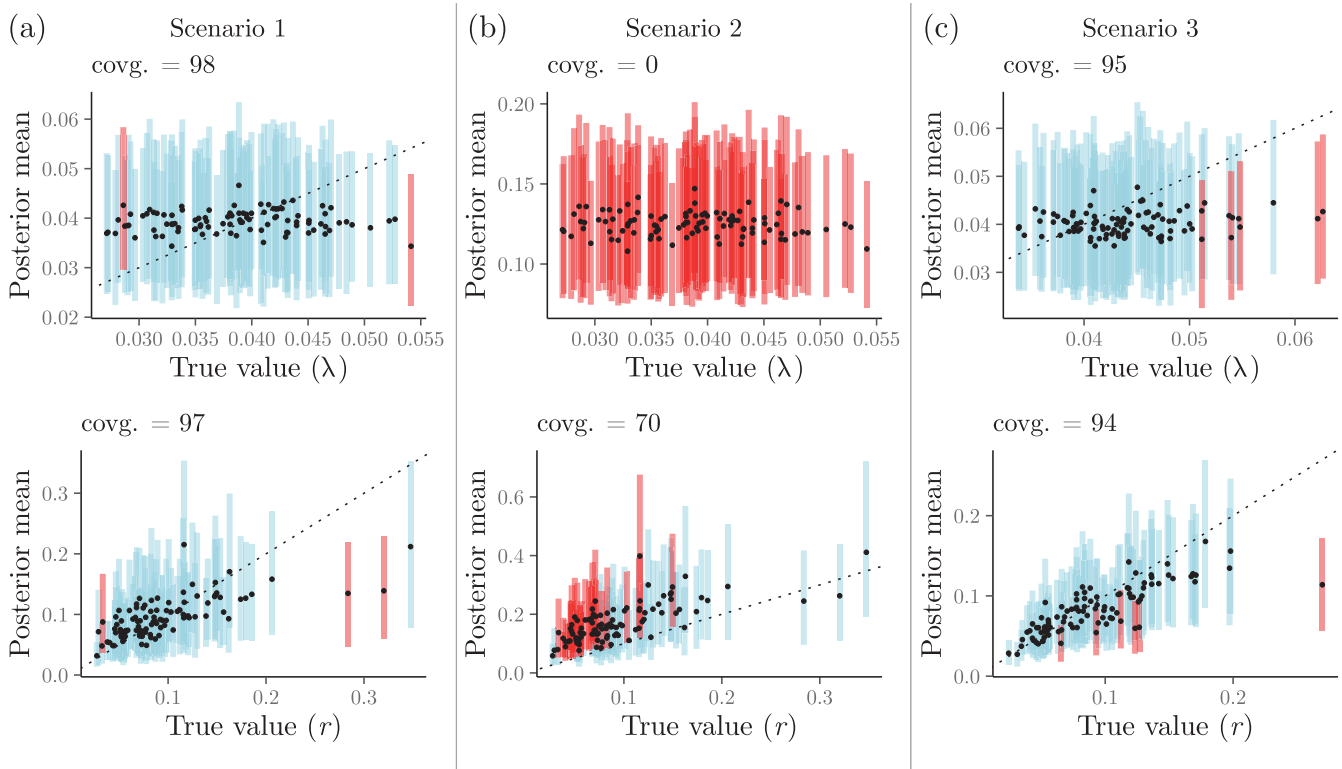 (a) Scenario 1
covg. = 98
Posterior mean
0.06
0.05
0.04
0.03
0.02
0.030 0.035 0.040 0.045 0.050 0.055
True value (λ)
covg. = 97
Posterior mean
0.3
0.2
0.1
0.0
0.1 0.2 0.3
True value (r)
(b) Scenario 2
covg. = 0
Posterior mean
0.20
0.15
0.10
0.030 0.035 0.040 0.045 0.050 0.055
True value (λ)
covg. = 70
Posterior mean
0.6
0.4
0.2
0.0
0.1 0.2 0.3
True value (r)
(c) Scenario 3
covg. = 95
Posterior mean
0.06
0.05
0.04
0.03
0.04 0.05 0.06
True value (λ)
covg. = 94
Posterior mean
0.2
0.1
0.0
0.1 0.2
True value (r)